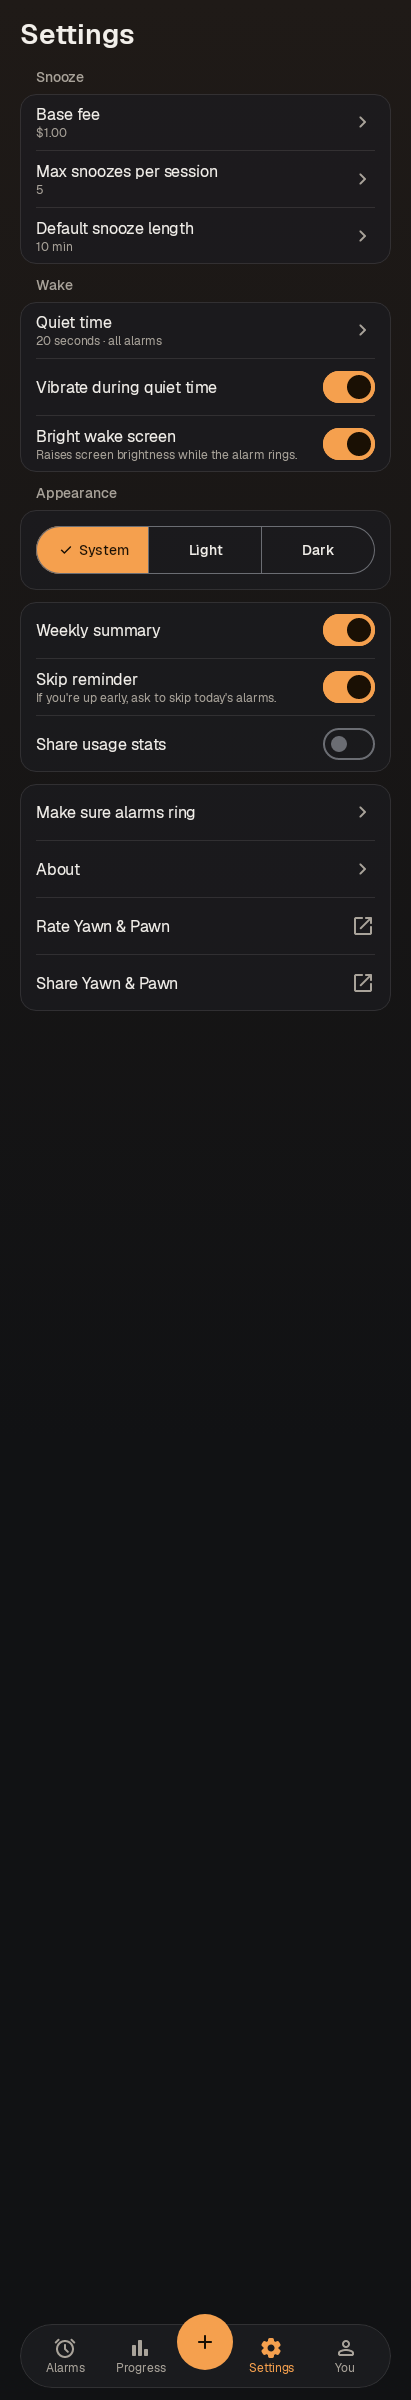 Settings
Snooze
Base fee
$1.00
Max snoozes per session
5
Default snooze length
10 min
Wake
Quiet time
20 seconds · all alarms
Vibrate during quiet time
Bright wake screen
Raises screen brightness while the alarm rings.
Appearance
System Light Dark
Weekly summary
Skip reminder
If you're up early, ask to skip today's alarms.
Share usage stats
Make sure alarms ring
About
Rate Yawn & Pawn
Share Yawn & Pawn
Alarms Progress Settings You